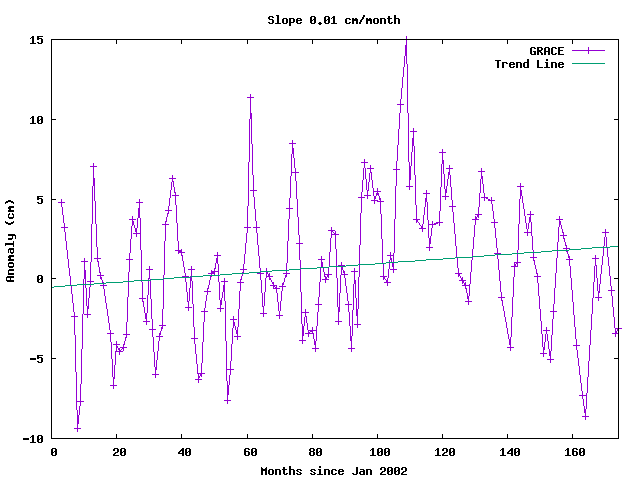 Slope 0.01 cm/month
GRACE
Trend Line
15
10
5
0
-5
-10
Anomaly (cm)
0 20 40 60 80 100 120 140 160
Months since Jan 2002